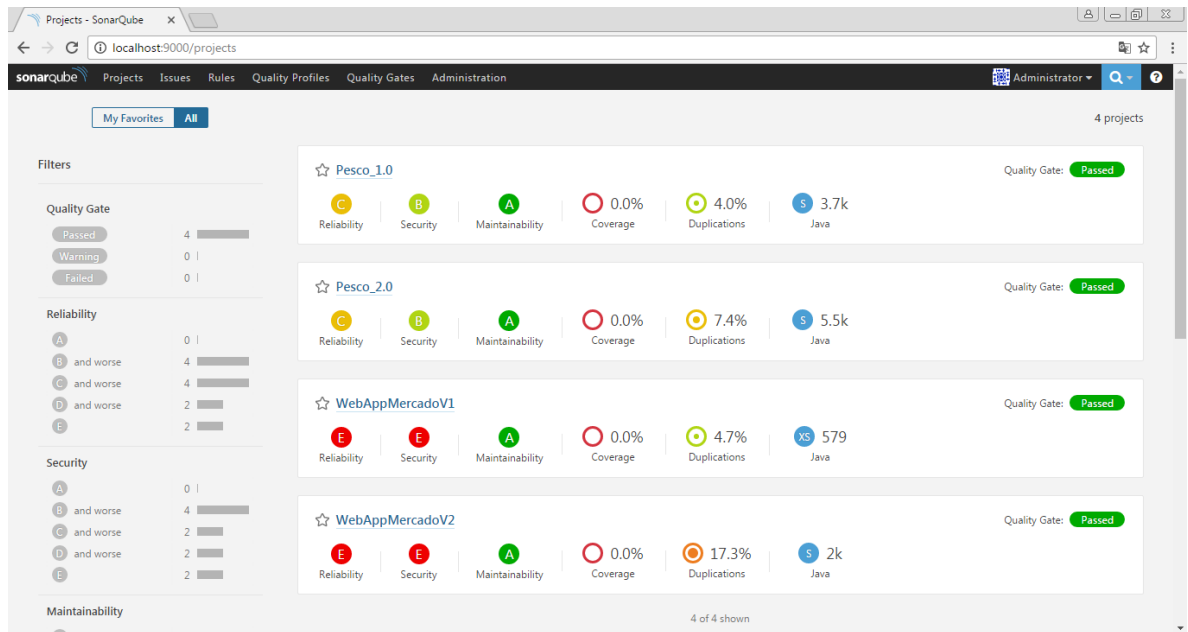 Projects - SonarQube
localhost:9000/projects
sonarqube Projects Issues Rules Quality Profiles Quality Gates Administration Administrator ?
My Favorites All 4 projects
Filters
Quality Gate
Passed 4
Warning 0
Failed 0
Reliability
A 0
B and worse 4
C and worse 4
D and worse 2
E 2
Security
A 0
B and worse 4
C and worse 2
D and worse 2
E 2
Maintainability
Pesco_1.0 Quality Gate: Passed
C B A 0.0% 4.0% S 3.7k
Reliability Security Maintainability Coverage Duplications Java
Pesco_2.0 Quality Gate: Passed
C B A 0.0% 7.4% S 5.5k
Reliability Security Maintainability Coverage Duplications Java
WebAppMercadoV1 Quality Gate: Passed
E E A 0.0% 4.7% XS 579
Reliability Security Maintainability Coverage Duplications Java
WebAppMercadoV2 Quality Gate: Passed
E E A 0.0% 17.3% S 2k
Reliability Security Maintainability Coverage Duplications Java
4 of 4 shown